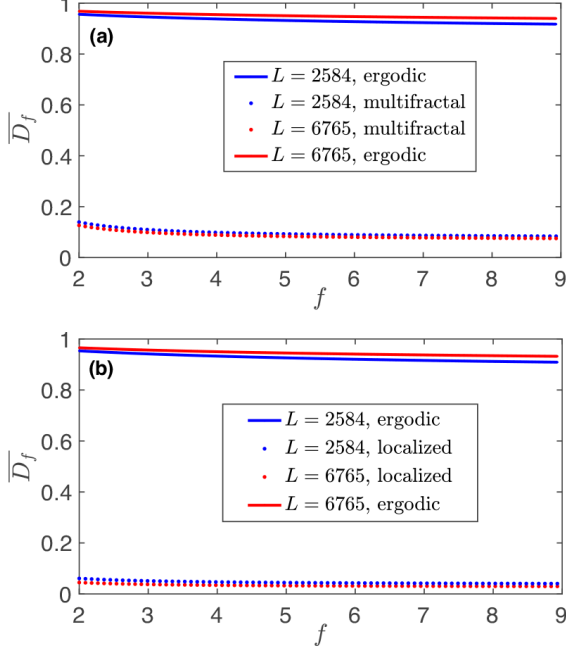 (a)
1
0.8
0.6
0.4
0.2
0
D_f
L = 2584, ergodic
L = 2584, multifractal
L = 6765, multifractal
L = 6765, ergodic
2 3 4 5 6 7 8 9
f
(b)
1
0.8
0.6
0.4
0.2
0
D_f
L = 2584, ergodic
L = 2584, localized
L = 6765, localized
L = 6765, ergodic
2 3 4 5 6 7 8 9
f